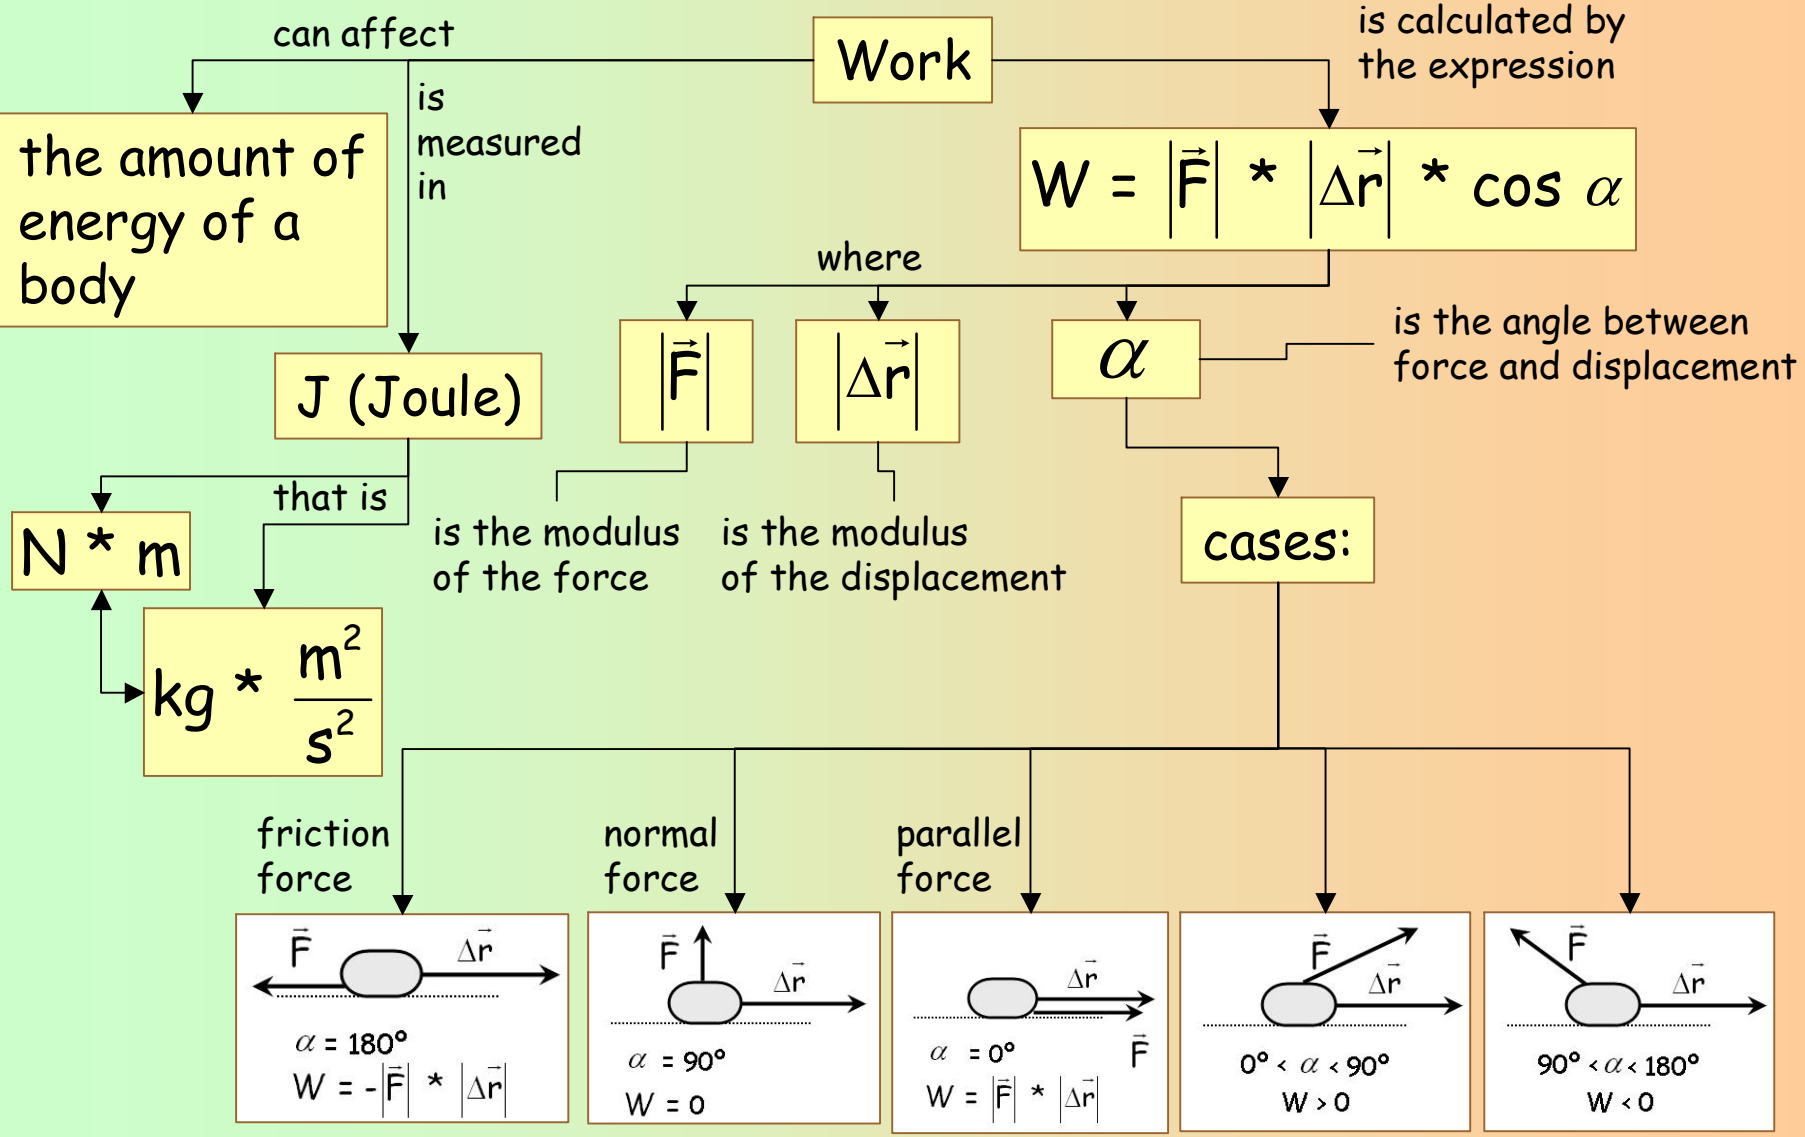 can affect
Work
is calculated by
the expression
the amount of
energy of a
body
is
measured
in
W = |F⃗| * |Δr⃗| * cos α
where
J (Joule)
|F⃗|
|Δr⃗|
α
is the angle between
force and displacement
that is
N * m
kg * m²/s²
is the modulus
of the force
is the modulus
of the displacement
cases:
friction
force
normal
force
parallel
force
F⃗ Δr⃗
α = 180°
W = -|F⃗| * |Δr⃗|
F⃗ Δr⃗
α = 90°
W = 0
Δr⃗
F⃗
α = 0°
W = |F⃗| * |Δr⃗|
F⃗ Δr⃗
0° < α < 90°
W > 0
F⃗ Δr⃗
90° < α < 180°
W < 0